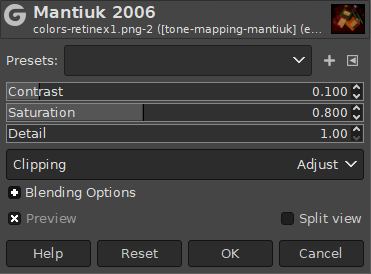 Mantiuk 2006
colors-retinex1.png-2 ([tone-mapping-mantiuk] (e...
Presets:
Contrast 0.100
Saturation 0.800
Detail 1.00
Clipping Adjust
Blending Options
Preview Split view
Help Reset OK Cancel